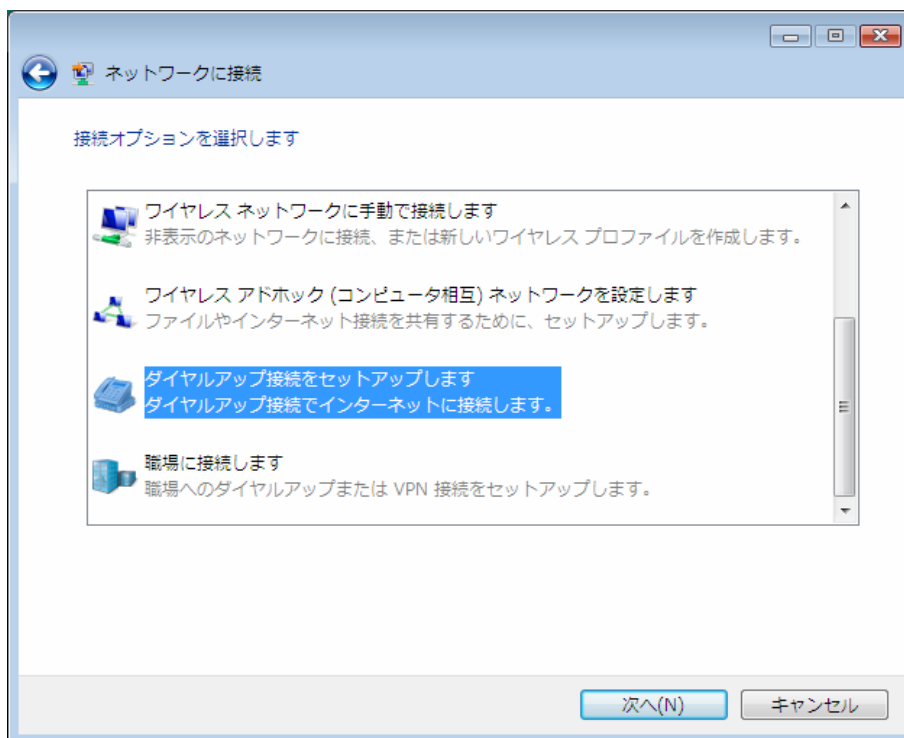 ネットワークに接続
接続オプションを選択します
ワイヤレス ネットワークに手動で接続します
非表示のネットワークに接続、または新しいワイヤレス プロファイルを作成します。
ワイヤレス アドホック (コンピュータ相互) ネットワークを設定します
ファイルやインターネット接続を共有するために、セットアップします。
ダイヤルアップ接続をセットアップします
ダイヤルアップ接続でインターネットに接続します。
職場に接続します
職場へのダイヤルアップまたは VPN 接続をセットアップします。
次へ(N)
キャンセル